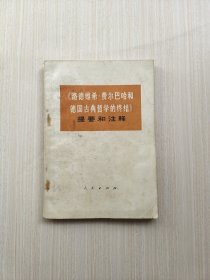 《路德维希·费尔巴哈和
德国古典哲学的终结》
提要和注释
人民出版社